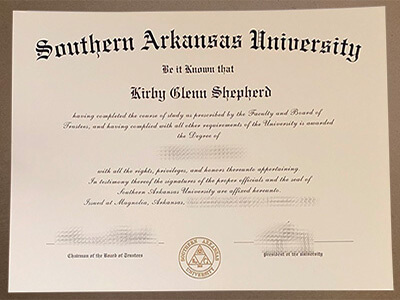 Southern Arkansas University
Be it Known that
Kirby Glenn Shepherd
having completed the course of study as prescribed by the Faculty and Board of
Trustees, and having complied with all other requirements of the University is awarded
the Degree of
with all the rights, privileges, and honors thereunto appertaining
In testimony thereof the signatures of the proper officials and the seal of
Southern Arkansas University are affixed hereunto.
Issued at Magnolia, Arkansas,
SOUTHERN ARKANSAS
UNIVERSITY
Chairman of the Board of Trustees
President of the University